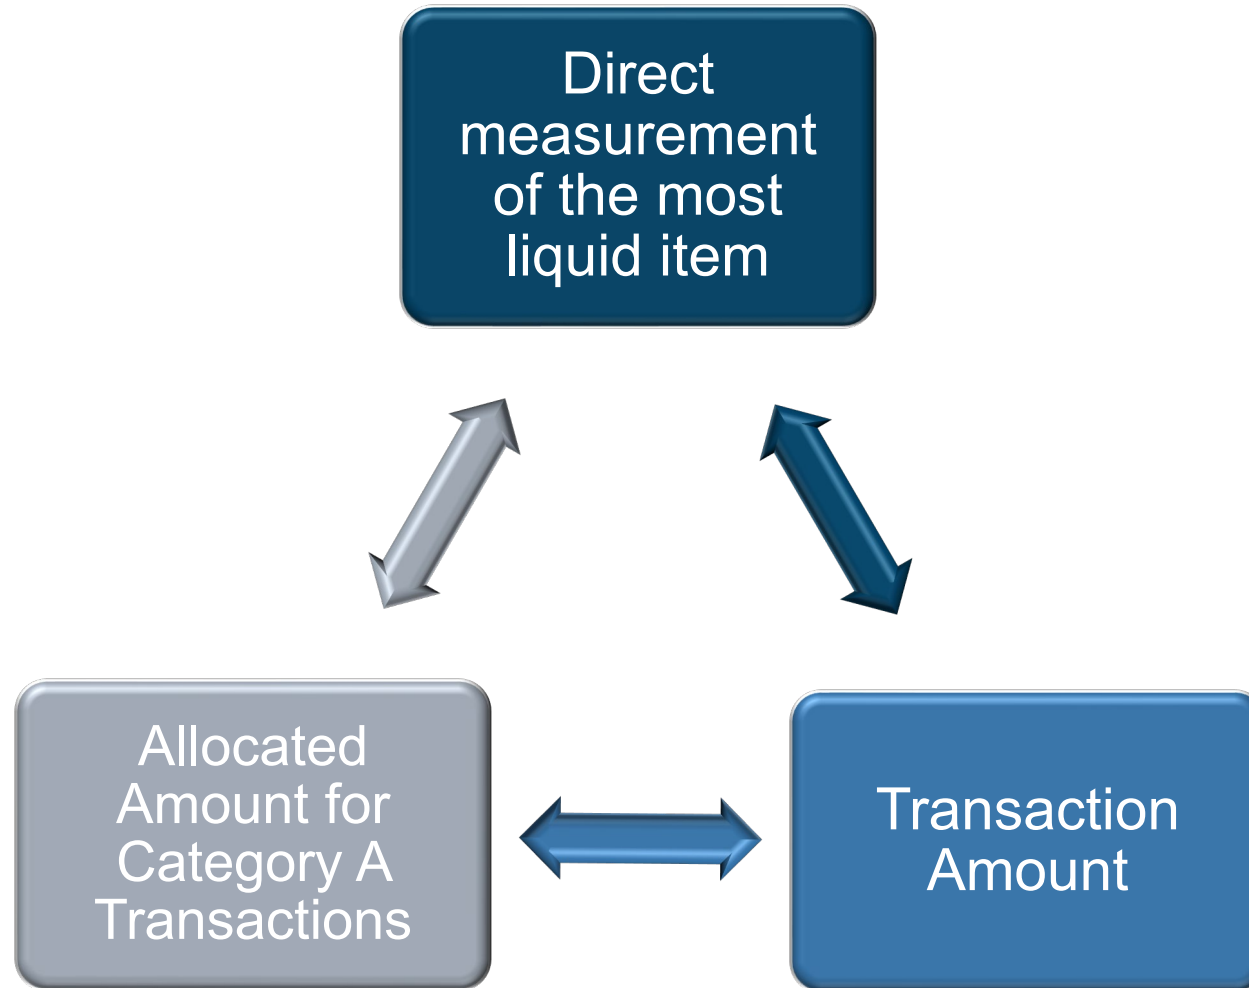 Direct
measurement
of the most
liquid item
Allocated
Amount for
Category A
Transactions
Transaction
Amount